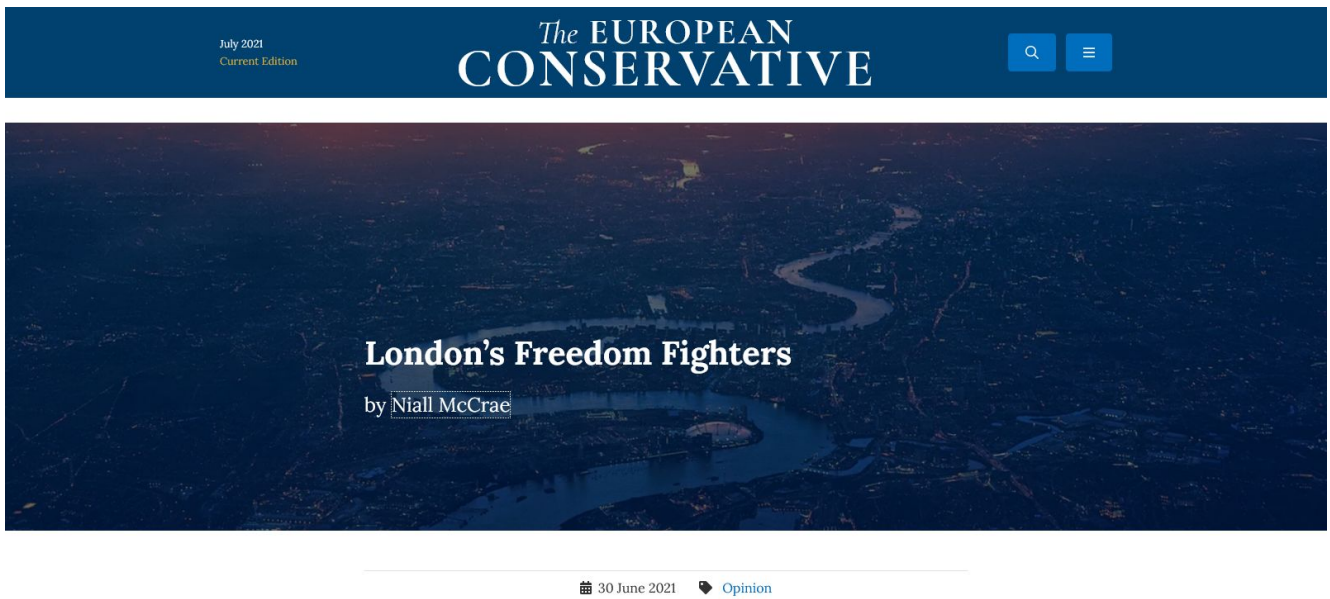 July 2021
Current Edition
The EUROPEAN
CONSERVATIVE
London's Freedom Fighters
by Niall McCrae
30 June 2021 Opinion